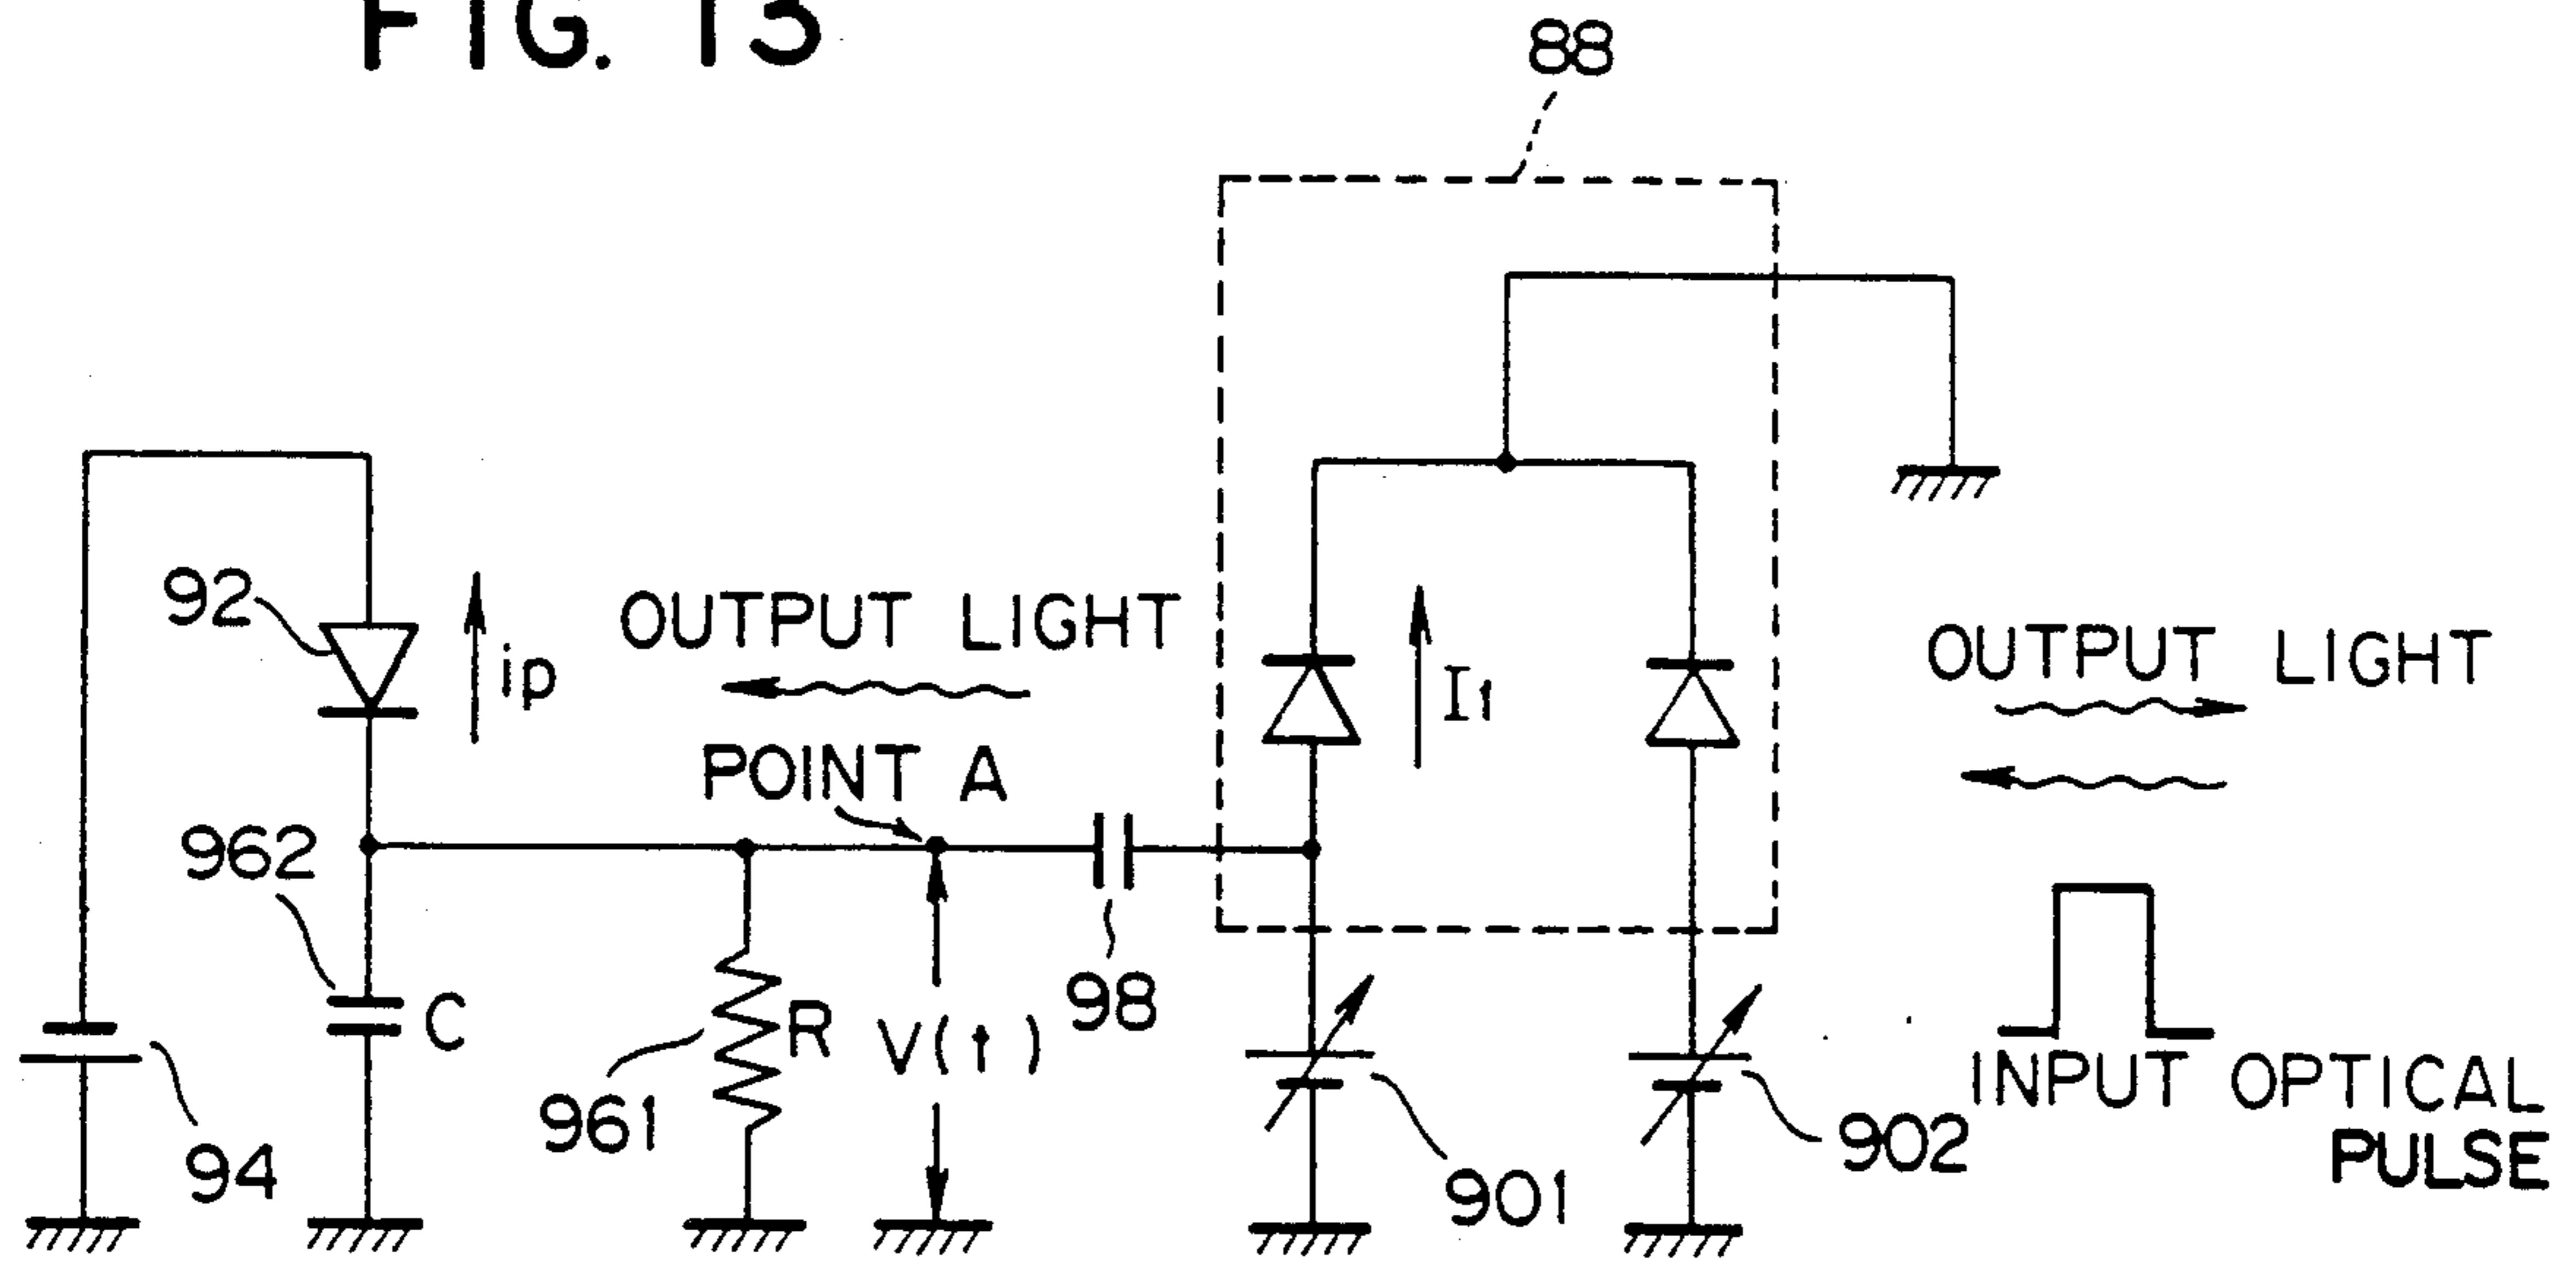 FIG. 13
88
92
ip
OUTPUT LIGHT
I1
OUTPUT LIGHT
POINT A
962
C
98
R
V(t)
961
94
901
902
INPUT OPTICAL
PULSE